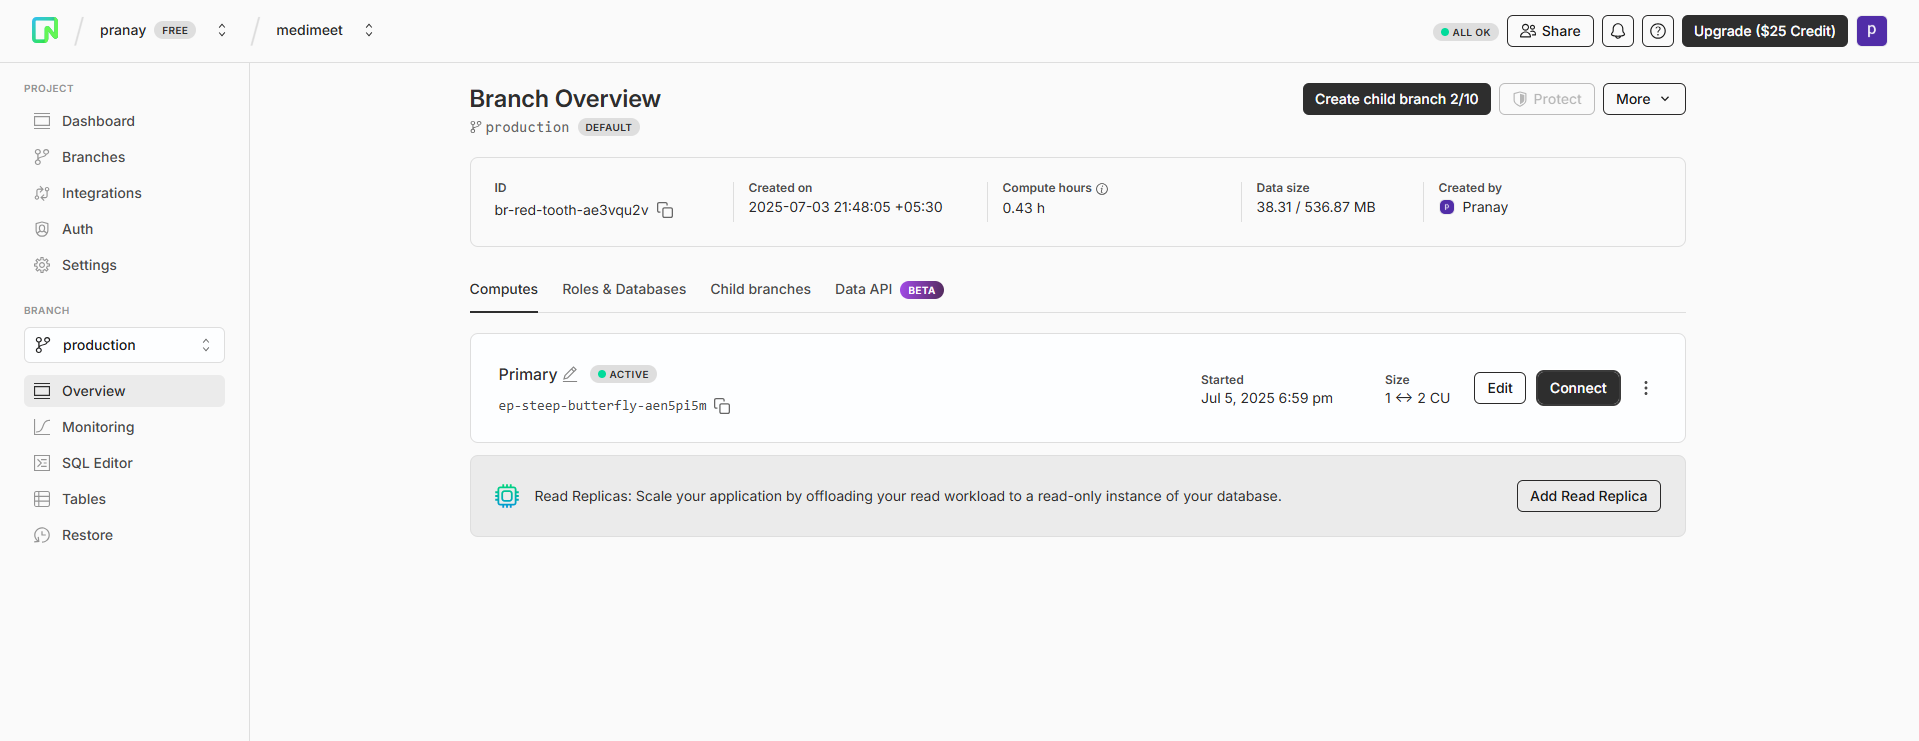 pranay FREE
medimeet
ALL OK
Share
Upgrade ($25 Credit)
p
PROJECT
Dashboard
Branches
Integrations
Auth
Settings
BRANCH
production
Overview
Monitoring
SQL Editor
Tables
Restore
Branch Overview
production DEFAULT
Create child branch 2/10
Protect
More
ID
br-red-tooth-ae3vqu2v
Created on
2025-07-03 21:48:05 +05:30
Compute hours
0.43 h
Data size
38.31 / 536.87 MB
Created by
P Pranay
Computes Roles & Databases Child branches Data API BETA
Primary ACTIVE
ep-steep-butterfly-aen5pi5m
Started
Jul 5, 2025 6:59 pm
Size
1 ↔ 2 CU
Edit
Connect
Read Replicas: Scale your application by offloading your read workload to a read-only instance of your database.
Add Read Replica